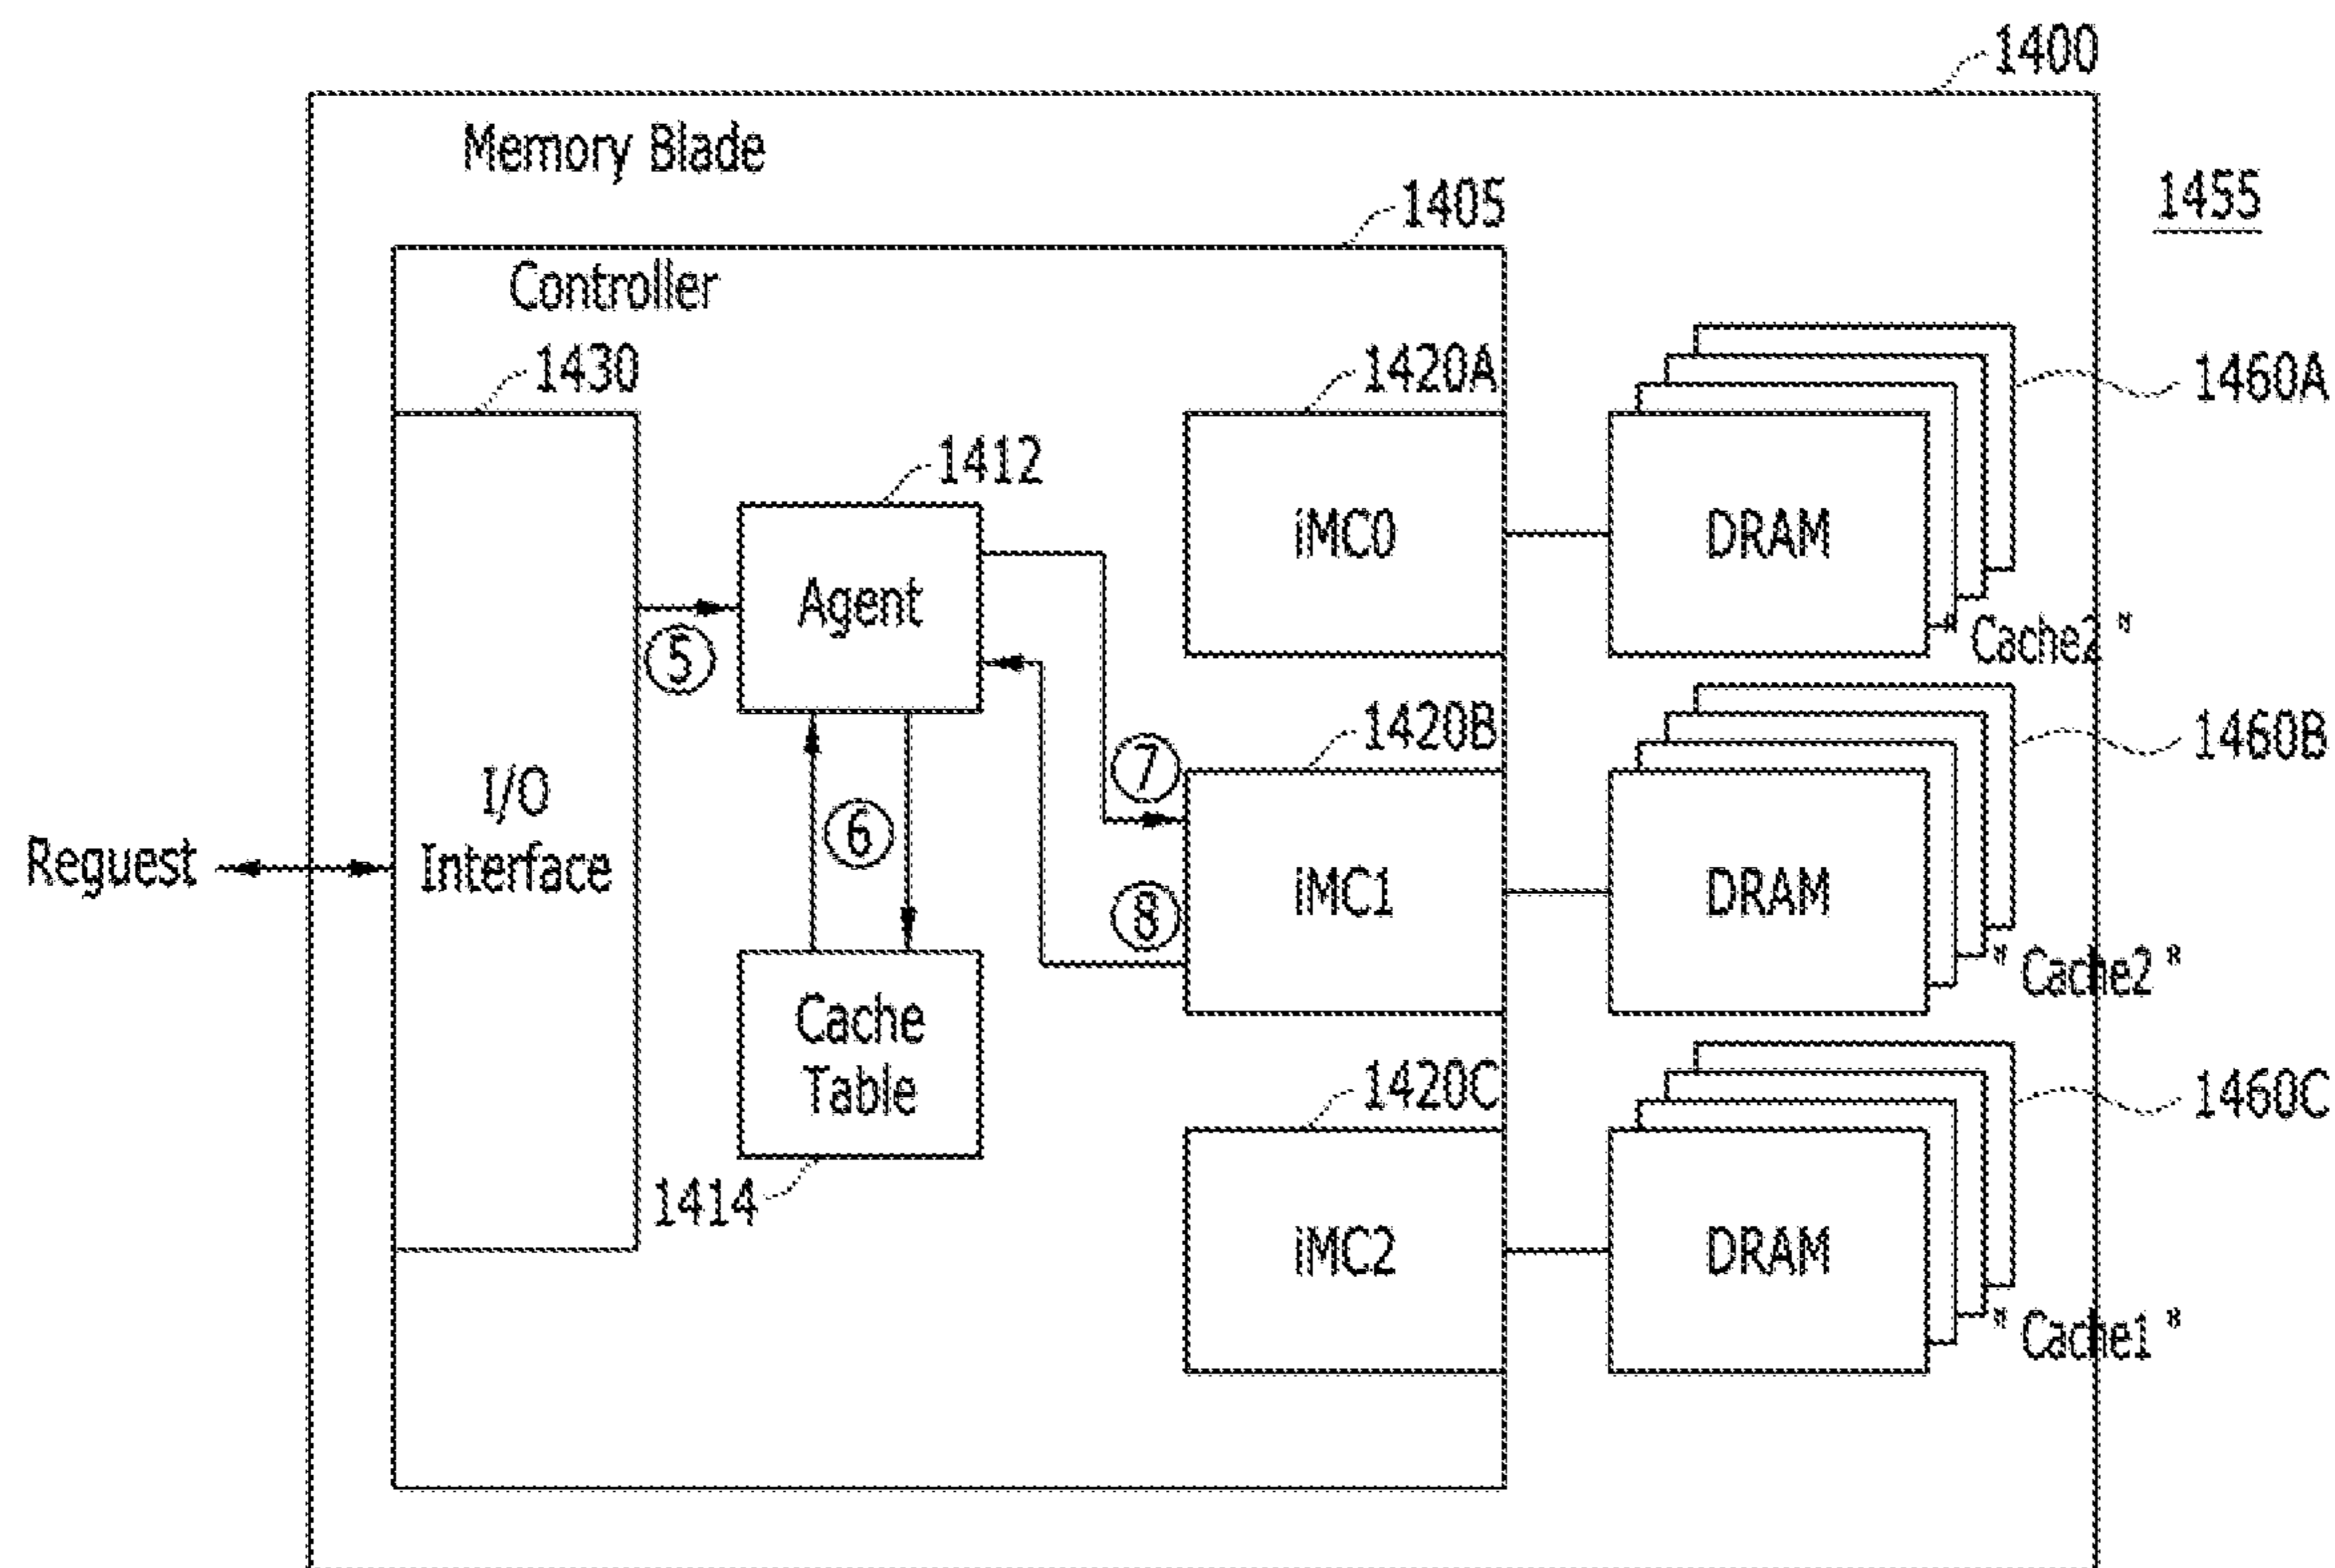 1400
Memory Blade
1455
1405
Controller
1430
1420A
1460A
1412
iMC0
DRAM
Agent
⑤
" Cache2 "
1420B
1460B
⑦
I/O
Interface
⑥
Reguest
iMC1
DRAM
⑧
" Cache2 "
Cache
Table
1420C
1460C
1414
iMC2
DRAM
" Cache1 "